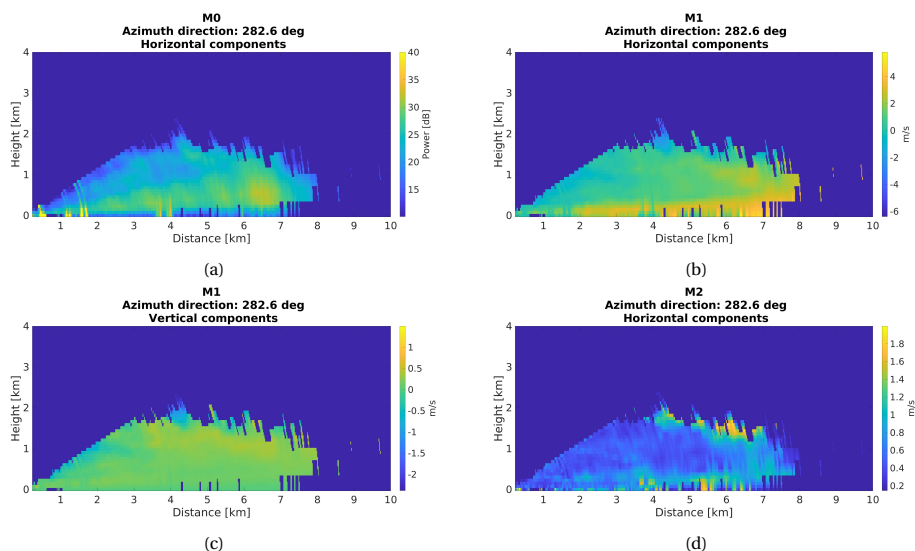 M0
Azimuth direction: 282.6 deg
Horizontal components
4
3
2
1
0
Height [km]
1 2 3 4 5 6 7 8 9 10
Distance [km]
40
35
30
25
20
15
Power [dB]
(a)
M1
Azimuth direction: 282.6 deg
Horizontal components
4
3
2
1
0
Height [km]
1 2 3 4 5 6 7 8 9 10
Distance [km]
4
2
0
-2
-4
-6
m/s
(b)
M1
Azimuth direction: 282.6 deg
Vertical components
4
3
2
1
0
Height [km]
1 2 3 4 5 6 7 8 9 10
Distance [km]
1
0.5
0
-0.5
-1
-1.5
-2
m/s
(c)
M2
Azimuth direction: 282.6 deg
Horizontal components
4
3
2
1
0
Height [km]
1 2 3 4 5 6 7 8 9 10
Distance [km]
1.8
1.6
1.4
1.2
1
0.8
0.6
0.4
0.2
m/s
(d)